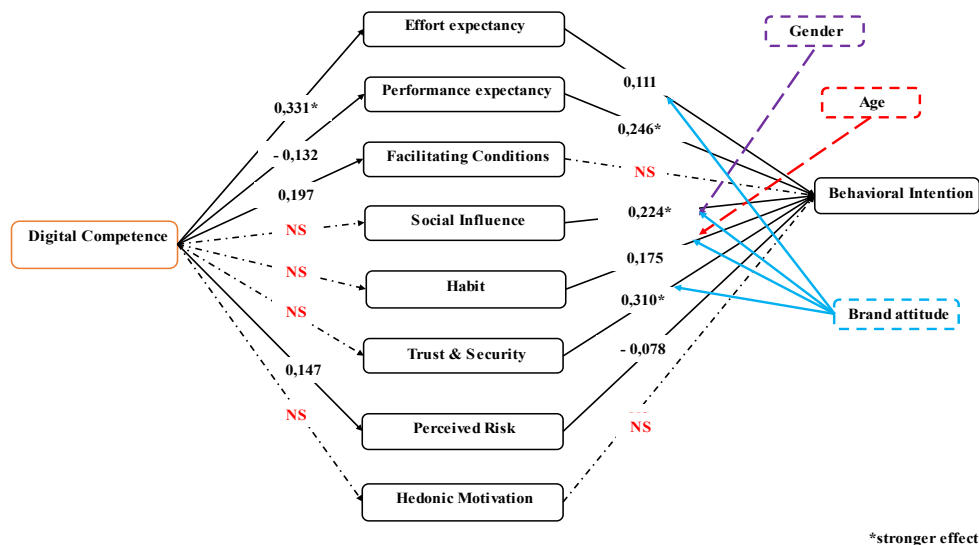 Effort expectancy
Gender
0,111
Performance expectancy
0,331*
Age
0,246*
- 0,132
Facilitating Conditions
NS
0,197
Behavioral Intention
Social Influence
0,224*
NS
Digital Competence
0,175
NS
Habit
0,310*
NS
Brand attitude
Trust & Security
- 0,078
0,147
NS
Perceived Risk
NS
Hedonic Motivation
*stronger effect